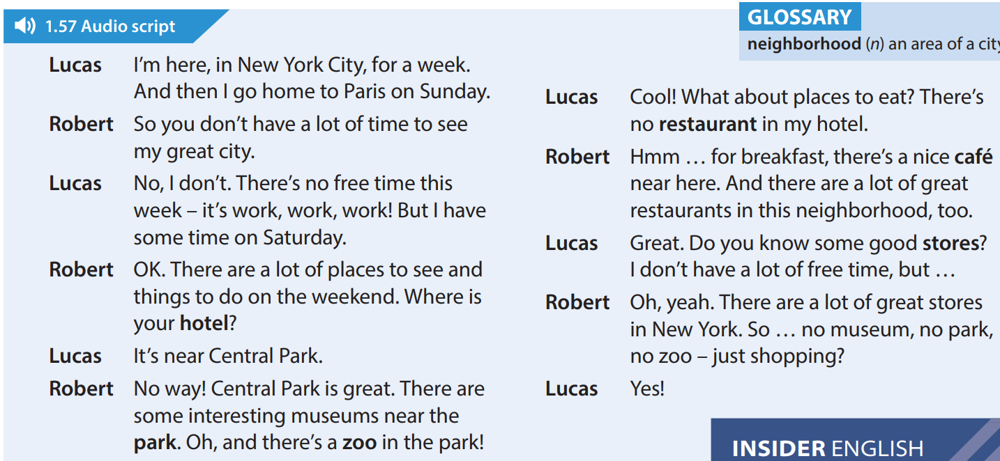 1.57 Audio script
Lucas I'm here, in New York City, for a week.
And then I go home to Paris on Sunday.
Robert So you don't have a lot of time to see
my great city.
Lucas No, I don't. There's no free time this
week – it's work, work, work! But I have
some time on Saturday.
Robert OK. There are a lot of places to see and
things to do on the weekend. Where is
your hotel?
Lucas It's near Central Park.
Robert No way! Central Park is great. There are
some interesting museums near the
park. Oh, and there's a zoo in the park!
GLOSSARY
neighborhood (n) an area of a city
Lucas Cool! What about places to eat? There's
no restaurant in my hotel.
Robert Hmm … for breakfast, there's a nice café
near here. And there are a lot of great
restaurants in this neighborhood, too.
Lucas Great. Do you know some good stores?
I don't have a lot of free time, but …
Robert Oh, yeah. There are a lot of great stores
in New York. So … no museum, no park,
no zoo – just shopping?
Lucas Yes!
INSIDER ENGLISH